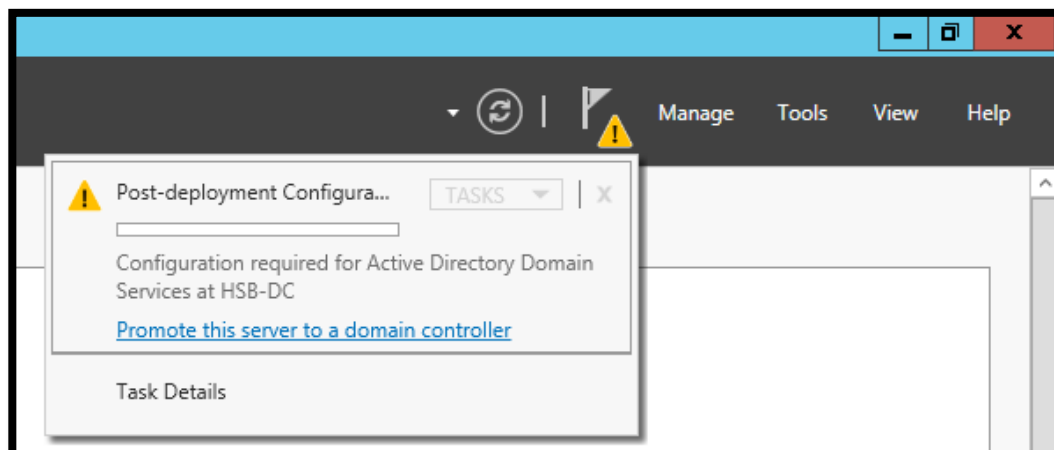 Manage Tools View Help
Post-deployment Configura... TASKS X
Configuration required for Active Directory Domain
Services at HSB-DC
Promote this server to a domain controller
Task Details